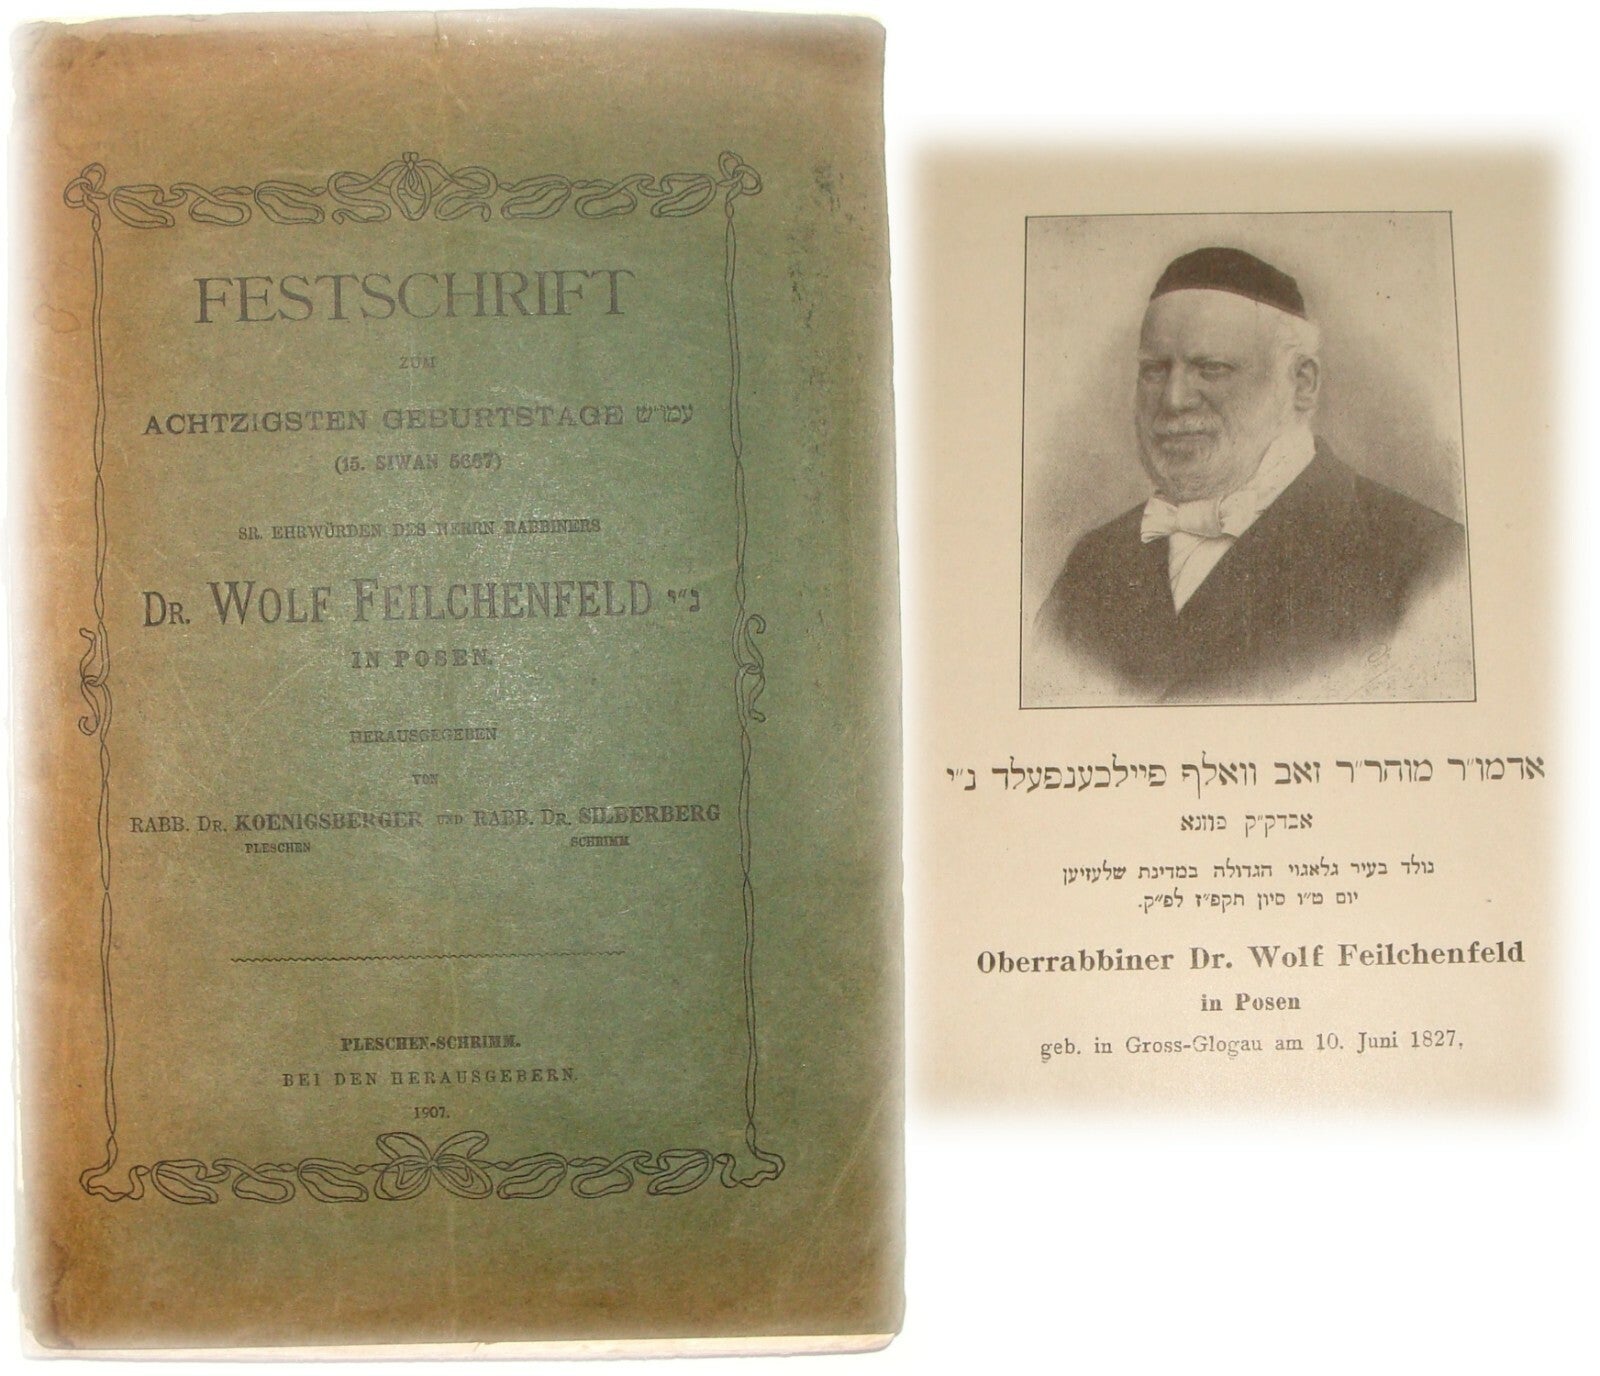 FESTSCHRIFT
ZUM
ACHTZIGSTEN GEBURTSTAGE עמו״ש
(15. SIWAN 5667)
SR. EHRWÜRDEN DES HERRN RABBINERS
DR. WOLF FEILCHENFELD נ״י
IN POSEN.
HERAUSGEGEBEN
VON
RABB. DR. KOENIGSBERGER UND RABB. DR. SILBERBERG
PLESCHEN SCHRIMM
PLESCHEN-SCHRIMM.
BEI DEN HERAUSGEBERN.
1907.
אדמו״ר מוהר״ר זאב וואלף פיילכענפעלד נ״י
אבדק״ק פוזנא
נולד בעיר גלאגוי הגדולה במדינת שלעזיען
יום ט״ו סיון תקפ״ז לפ״ק.
Oberrabbiner Dr. Wolf Feilchenfeld
in Posen
geb. in Gross-Glogau am 10. Juni 1827.